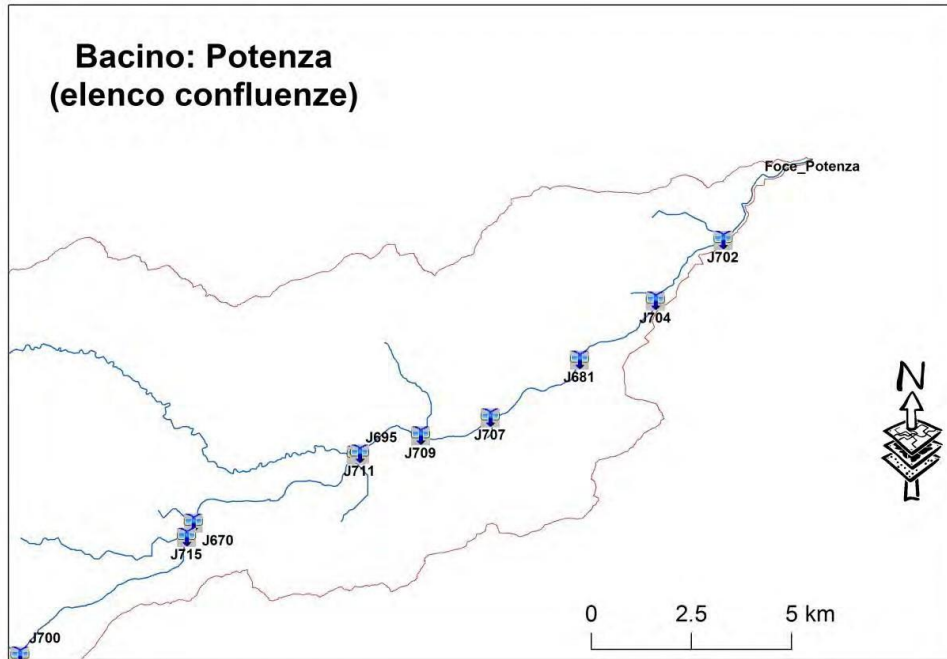 Bacino: Potenza
(elenco confluenze)
Foce_Potenza
J702
J704
J681
J707
J709
J695
J711
J670
J715
J700
N
0 2.5 5 km